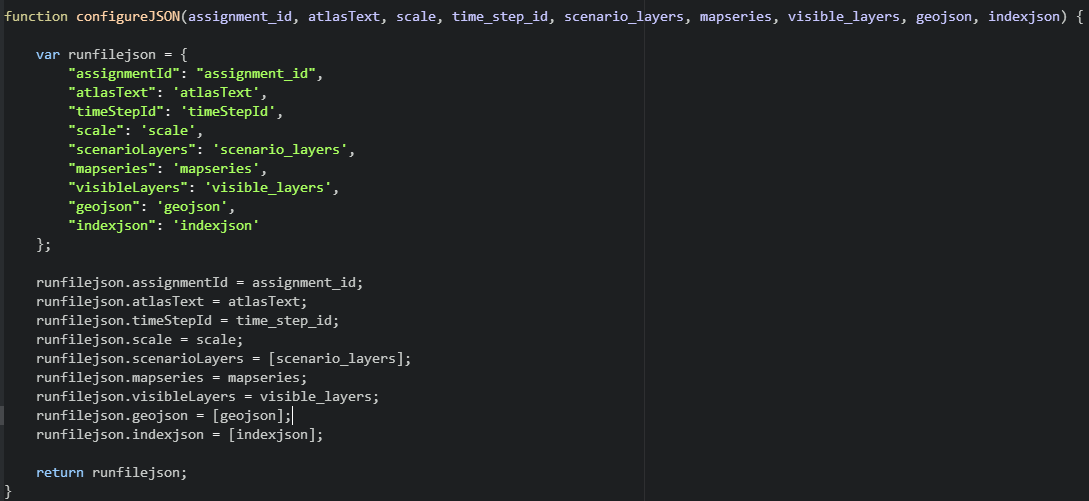 function configureJSON(assignment_id, atlasText, scale, time_step_id, scenario_layers, mapseries, visible_layers, geojson, indexjson) {
var runfilejson = {
"assignmentId": "assignment_id",
"atlasText": 'atlasText',
"timeStepId": 'timeStepId',
"scale": 'scale',
"scenarioLayers": 'scenario_layers',
"mapseries": 'mapseries',
"visibleLayers": 'visible_layers',
"geojson": 'geojson',
"indexjson": 'indexjson'
};
runfilejson.assignmentId = assignment_id;
runfilejson.atlasText = atlasText;
runfilejson.timeStepId = time_step_id;
runfilejson.scale = scale;
runfilejson.scenarioLayers = [scenario_layers];
runfilejson.mapseries = mapseries;
runfilejson.visibleLayers = visible_layers;
runfilejson.geojson = [geojson];
runfilejson.indexjson = [indexjson];
return runfilejson;
}